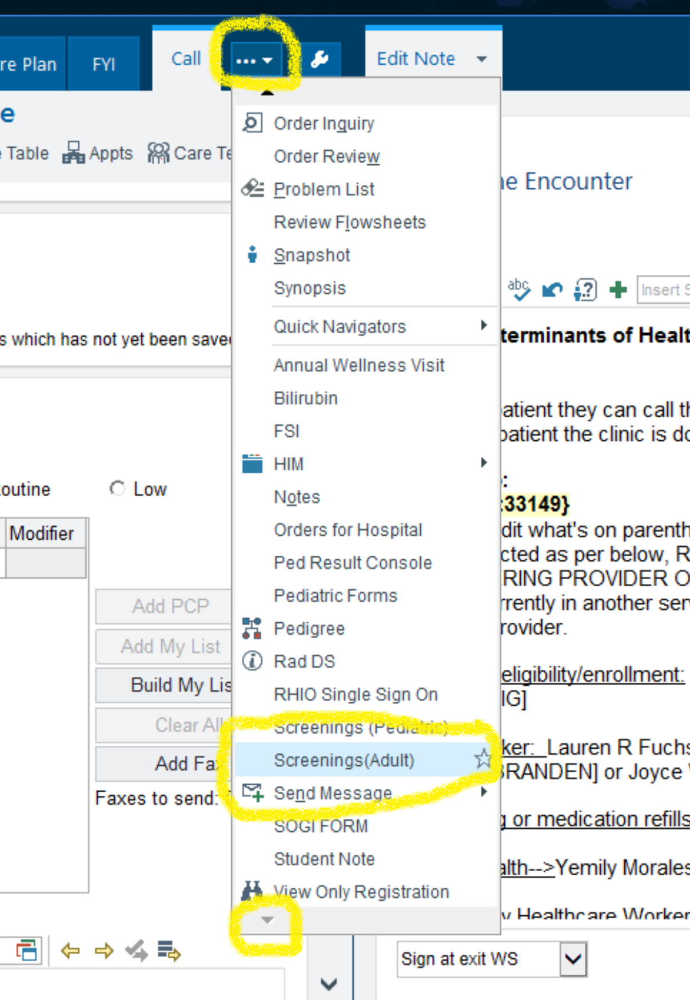 re Plan
FYI
Call
Edit Note
e
Table
Appts
Care Te
Order Inquiry
Order Review
Problem List
Review Flowsheets
Snapshot
Synopsis
Quick Navigators
Annual Wellness Visit
Bilirubin
FSI
HIM
Notes
Orders for Hospital
Ped Result Console
Pediatric Forms
Pedigree
Rad DS
RHIO Single Sign On
Screenings (Pediatric)
Screenings(Adult)
Send Message
SOGI FORM
Student Note
View Only Registration
s which has not yet been saved
outine
Low
Modifier
Add PCP
Add My List
Build My Lis
Clear All
Add Fax
Faxes to send:
ne Encounter
abc
Insert S
terminants of Healt
atient they can call th
patient the clinic is do
:
:33149}
dit what's on parenth
cted as per below, R
RING PROVIDER O
rrently in another serv
rovider.
eligibility/enrollment:
IG]
ker: Lauren R Fuchs
BRANDEN] or Joyce
g or medication refills
alth-->Yemily Morales
y Healthcare Worker
Sign at exit WS